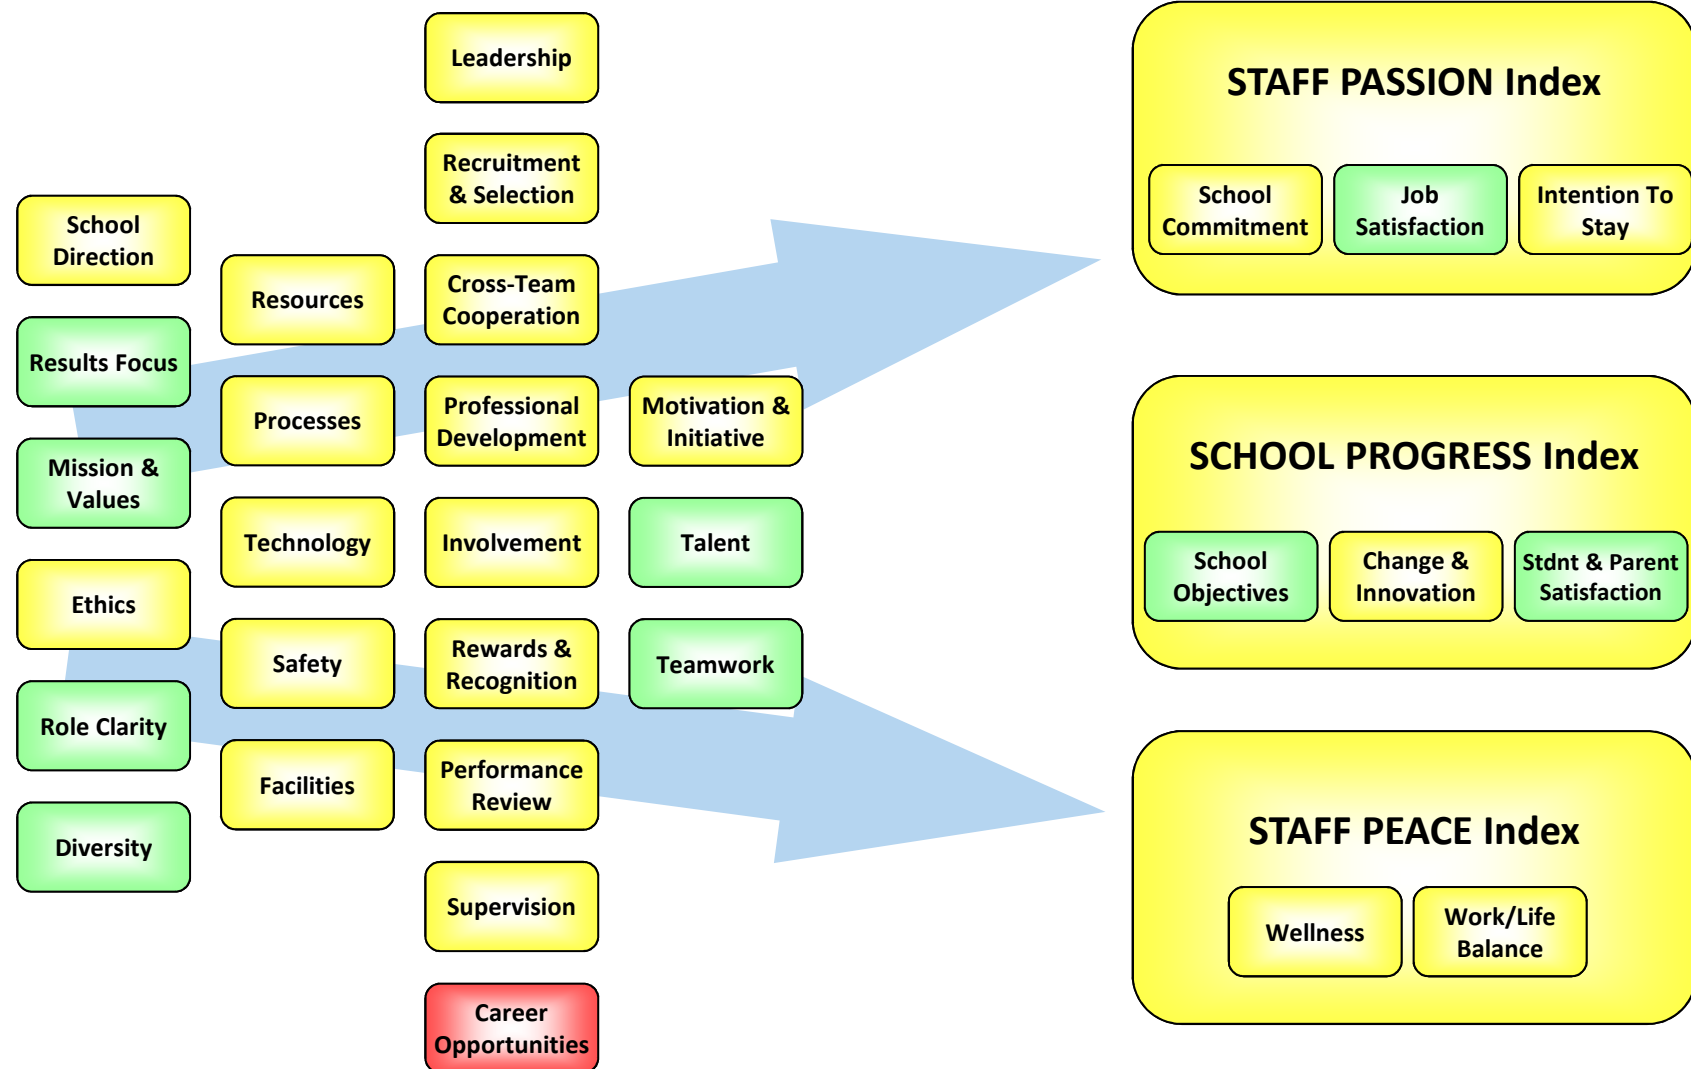 School
Direction
Results Focus
Mission &
Values
Ethics
Role Clarity
Diversity
Resources
Processes
Technology
Safety
Facilities
Leadership
Recruitment
& Selection
Cross-Team
Cooperation
Professional
Development
Involvement
Rewards &
Recognition
Performance
Review
Supervision
Career
Opportunities
Motivation &
Initiative
Talent
Teamwork
STAFF PASSION Index
School
Commitment
Job
Satisfaction
Intention To
Stay
SCHOOL PROGRESS Index
School
Objectives
Change &
Innovation
Stdnt & Parent
Satisfaction
STAFF PEACE Index
Wellness
Work/Life
Balance